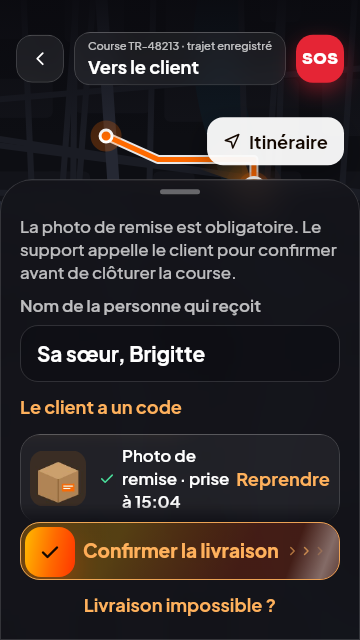 Course TR-48213 · trajet enregistré
Vers le client
SOS
Itinéraire
La photo de remise est obligatoire. Le
support appelle le client pour confirmer
avant de clôturer la course.
Nom de la personne qui reçoit
Sa sœur, Brigitte
Le client a un code
Photo de
remise · prise
à 15:04
Reprendre
Confirmer la livraison
Livraison impossible ?